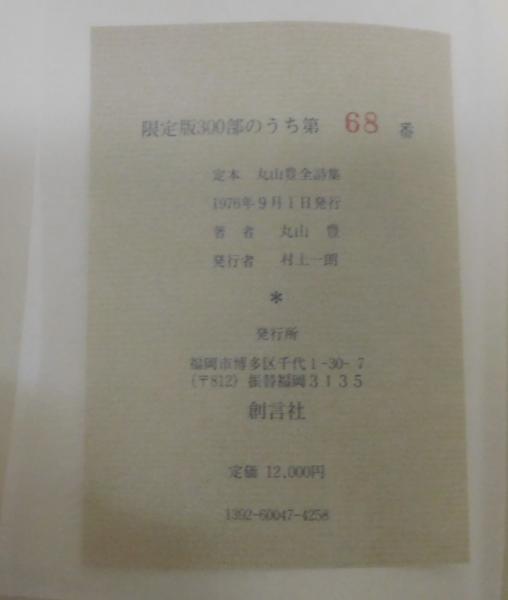 限定版300部のうち第 68 番
定本 丸山豊全詩集
1976年9月1日発行
著者 丸山 豊
発行者 村上一朗
*
発行所
福岡市博多区千代1-30-7
(〒812) 振替福岡3135
創言社
定価 12,000円
1392-60047-4258